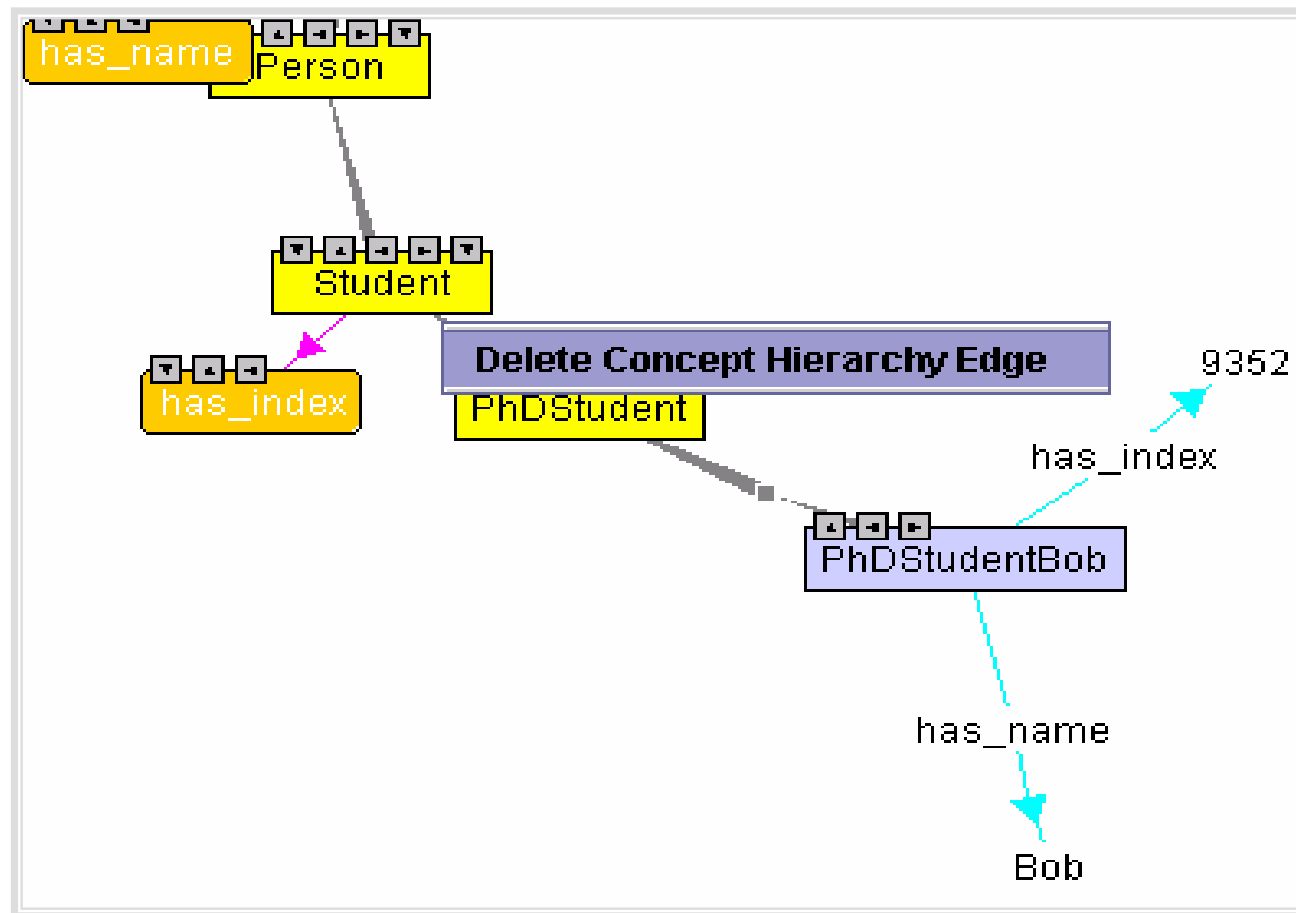 has_name
Person
Student
Delete Concept Hierarchy Edge
9352
has_index
PhDStudent
has_index
PhDStudentBob
has_name
Bob